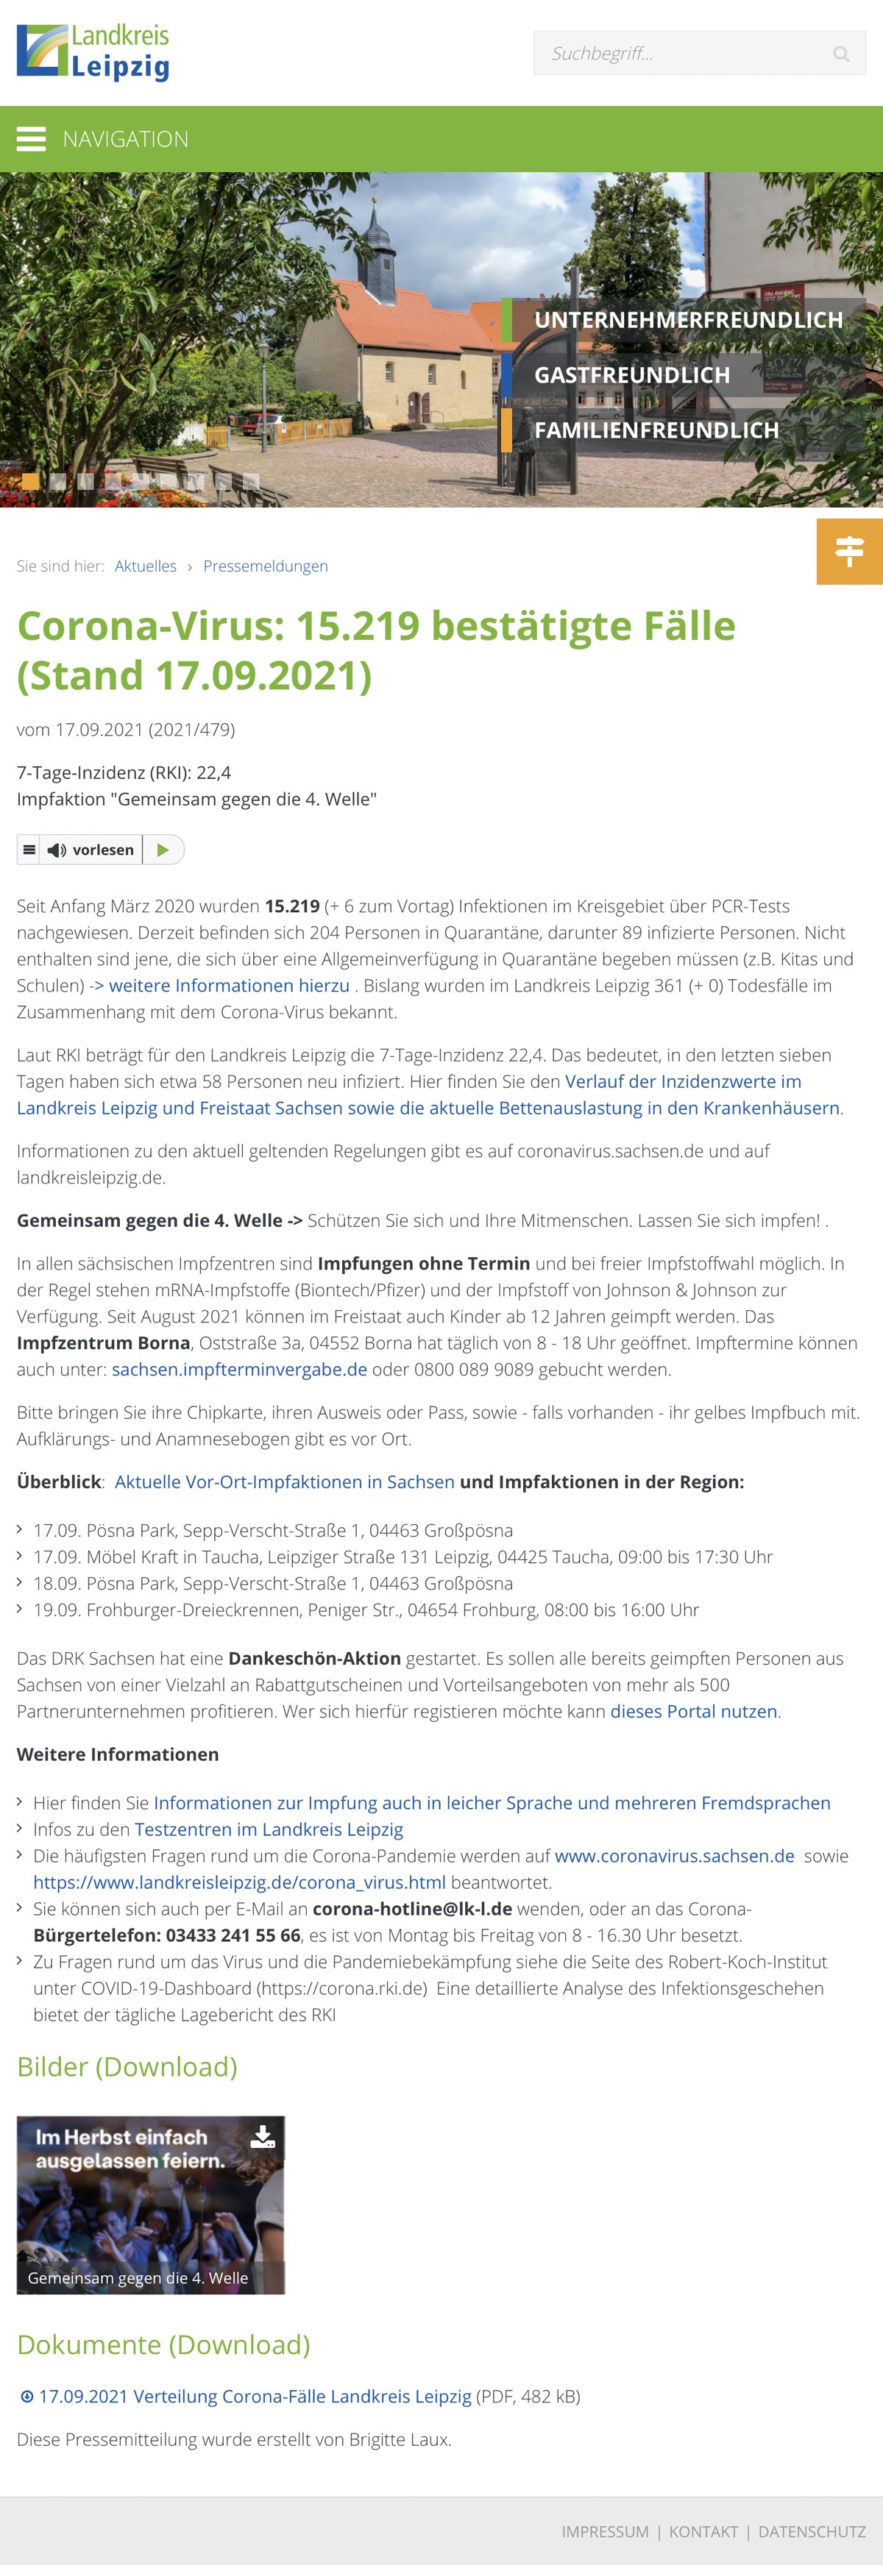 Landkreis
Leipzig
Suchbegriff...
NAVIGATION
UNTERNEHMERFREUNDLICH
GASTFREUNDLICH
FAMILIENFREUNDLICH
Sie sind hier: Aktuelles › Pressemeldungen
Corona-Virus: 15.219 bestätigte Fälle
(Stand 17.09.2021)
vom 17.09.2021 (2021/479)
7-Tage-Inzidenz (RKI): 22,4
Impfaktion "Gemeinsam gegen die 4. Welle"
vorlesen
Seit Anfang März 2020 wurden 15.219 (+ 6 zum Vortag) Infektionen im Kreisgebiet über PCR-Tests
nachgewiesen. Derzeit befinden sich 204 Personen in Quarantäne, darunter 89 infizierte Personen. Nicht
enthalten sind jene, die sich über eine Allgemeinverfügung in Quarantäne begeben müssen (z.B. Kitas und
Schulen) -> weitere Informationen hierzu . Bislang wurden im Landkreis Leipzig 361 (+ 0) Todesfälle im
Zusammenhang mit dem Corona-Virus bekannt.
Laut RKI beträgt für den Landkreis Leipzig die 7-Tage-Inzidenz 22,4. Das bedeutet, in den letzten sieben
Tagen haben sich etwa 58 Personen neu infiziert. Hier finden Sie den Verlauf der Inzidenzwerte im
Landkreis Leipzig und Freistaat Sachsen sowie die aktuelle Bettenauslastung in den Krankenhäusern.
Informationen zu den aktuell geltenden Regelungen gibt es auf coronavirus.sachsen.de und auf
landkreisleipzig.de.
Gemeinsam gegen die 4. Welle -> Schützen Sie sich und Ihre Mitmenschen. Lassen Sie sich impfen! .
In allen sächsischen Impfzentren sind Impfungen ohne Termin und bei freier Impfstoffwahl möglich. In
der Regel stehen mRNA-Impfstoffe (Biontech/Pfizer) und der Impfstoff von Johnson & Johnson zur
Verfügung. Seit August 2021 können im Freistaat auch Kinder ab 12 Jahren geimpft werden. Das
Impfzentrum Borna, Oststraße 3a, 04552 Borna hat täglich von 8 - 18 Uhr geöffnet. Impftermine können
auch unter: sachsen.impfterminvergabe.de oder 0800 089 9089 gebucht werden.
Bitte bringen Sie ihre Chipkarte, ihren Ausweis oder Pass, sowie - falls vorhanden - ihr gelbes Impfbuch mit.
Aufklärungs- und Anamnesebogen gibt es vor Ort.
Überblick: Aktuelle Vor-Ort-Impfaktionen in Sachsen und Impfaktionen in der Region:
17.09. Pösna Park, Sepp-Verscht-Straße 1, 04463 Großpösna
17.09. Möbel Kraft in Taucha, Leipziger Straße 131 Leipzig, 04425 Taucha, 09:00 bis 17:30 Uhr
18.09. Pösna Park, Sepp-Verscht-Straße 1, 04463 Großpösna
19.09. Frohburger-Dreieckrennen, Peniger Str., 04654 Frohburg, 08:00 bis 16:00 Uhr
Das DRK Sachsen hat eine Dankeschön-Aktion gestartet. Es sollen alle bereits geimpften Personen aus
Sachsen von einer Vielzahl an Rabattgutscheinen und Vorteilsangeboten von mehr als 500
Partnerunternehmen profitieren. Wer sich hierfür registieren möchte kann dieses Portal nutzen.
Weitere Informationen
Hier finden Sie Informationen zur Impfung auch in leicher Sprache und mehreren Fremdsprachen
Infos zu den Testzentren im Landkreis Leipzig
Die häufigsten Fragen rund um die Corona-Pandemie werden auf www.coronavirus.sachsen.de sowie
https://www.landkreisleipzig.de/corona_virus.html beantwortet.
Sie können sich auch per E-Mail an corona-hotline@lk-l.de wenden, oder an das Corona-
Bürgertelefon: 03433 241 55 66, es ist von Montag bis Freitag von 8 - 16.30 Uhr besetzt.
Zu Fragen rund um das Virus und die Pandemiebekämpfung siehe die Seite des Robert-Koch-Institut
unter COVID-19-Dashboard (https://corona.rki.de) Eine detaillierte Analyse des Infektionsgeschehen
bietet der tägliche Lagebericht des RKI
Bilder (Download)
Im Herbst einfach
ausgelassen feiern.
Gemeinsam gegen die 4. Welle
Dokumente (Download)
17.09.2021 Verteilung Corona-Fälle Landkreis Leipzig (PDF, 482 kB)
Diese Pressemitteilung wurde erstellt von Brigitte Laux.
IMPRESSUM | KONTAKT | DATENSCHUTZ